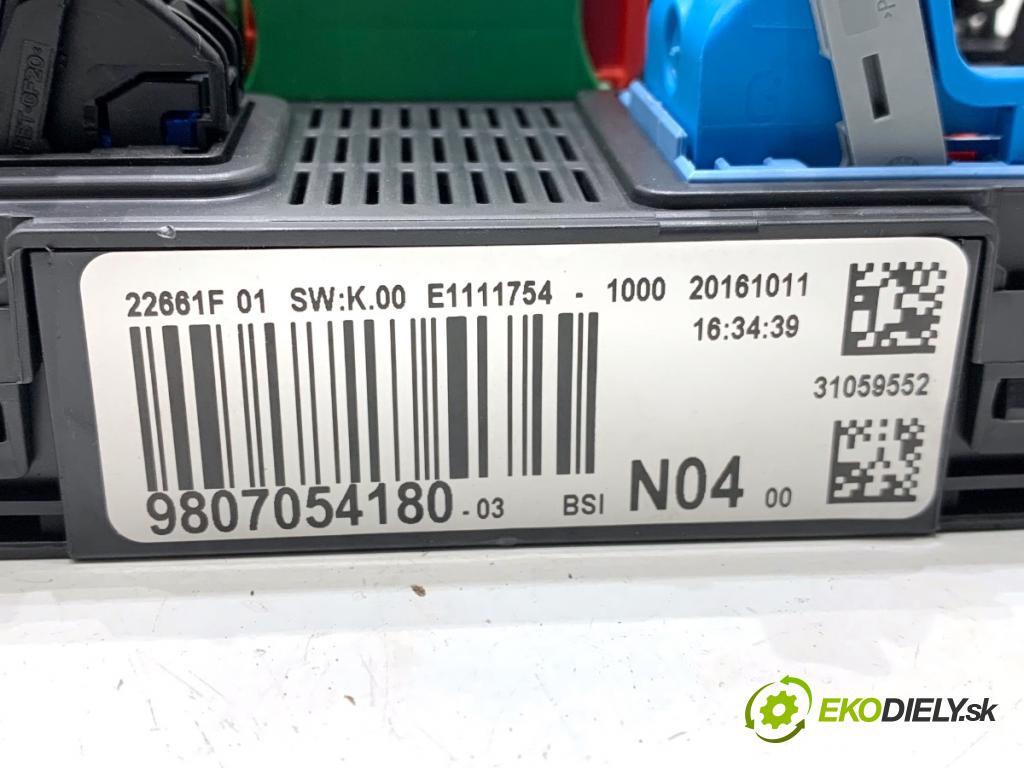 22661F 01 SW:K.00 E1111754 - 1000 20161011
16:34:39
31059552
9807054180 - 03 BSI N04 00
G
EKODIELY.sk